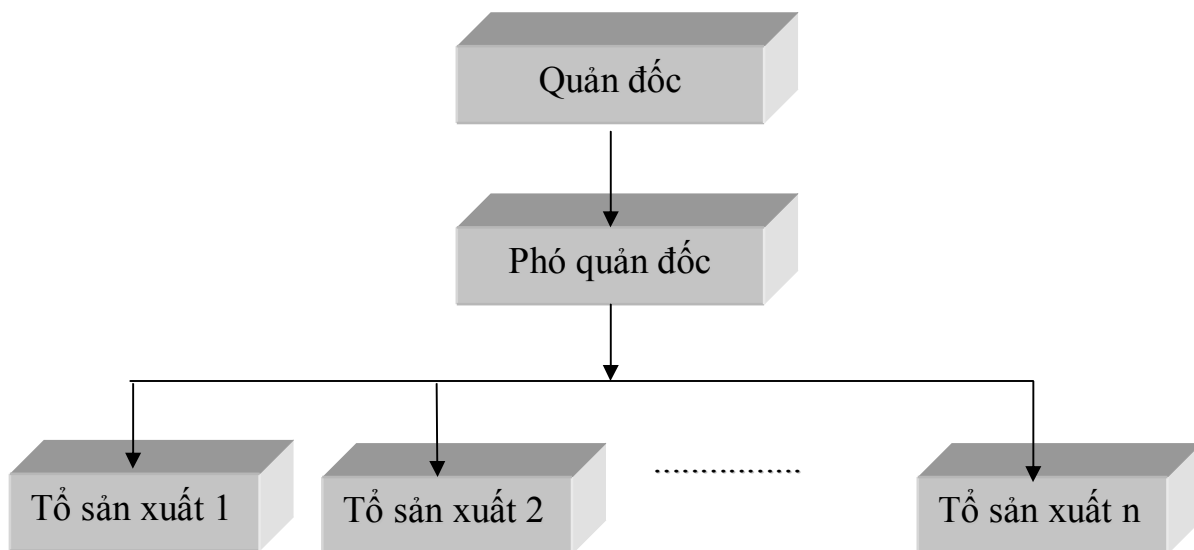 Quản đốc
Phó quản đốc
Tổ sản xuất 1
Tổ sản xuất 2
................
Tổ sản xuất n